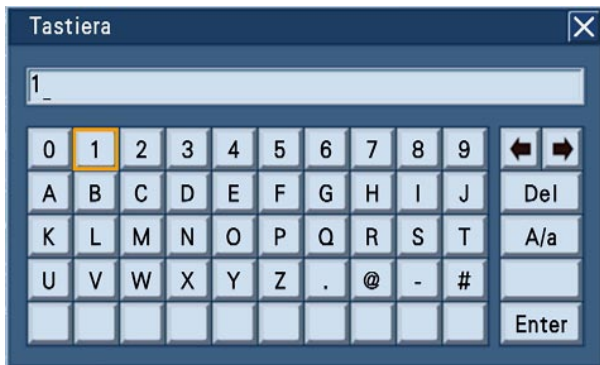 Tastiera X
1_
0 1 2 3 4 5 6 7 8 9
A B C D E F G H I J Del
K L M N O P Q R S T A/a
U V W X Y Z . @ - #
Enter